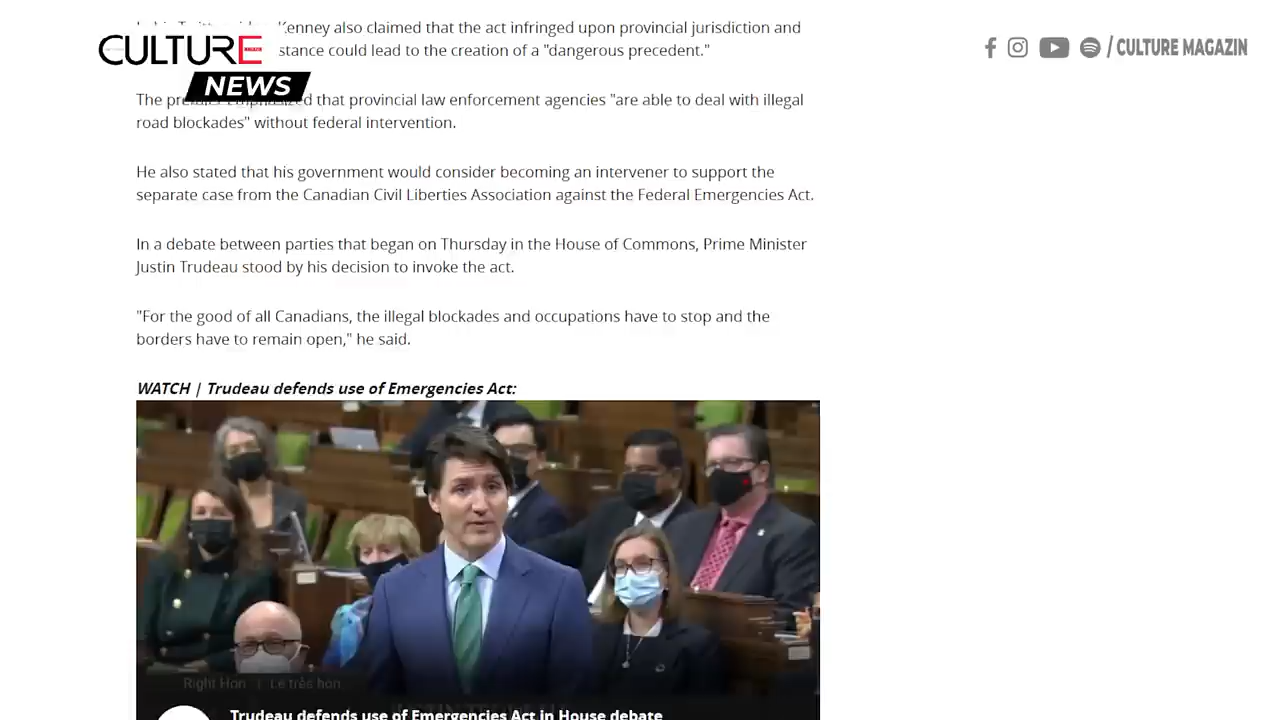 Kenney also claimed that the act infringed upon provincial jurisdiction and
CULTURE
could lead to the creation of a "dangerous precedent."
/ CULTURE MAGAZIN
NEWS
The that provincial law enforcement agencies "are able to deal with illegal
road blockades" without federal intervention.
He also stated that his government would consider becoming an intervener to support the
separate case from the Canadian Civil Liberties Association against the Federal Emergencies Act.
In a debate between parties that began on Thursday in the House of Commons, Prime Minister
Justin Trudeau stood by his decision to invoke the act.
"For the good of all Canadians, the illegal blockades and occupations have to stop and the
borders have to remain open," he said.
WATCH | Trudeau defends use of Emergencies Act:
Right Hon | Le très hon
Trudeau defends use of Emergencies Act in House debate